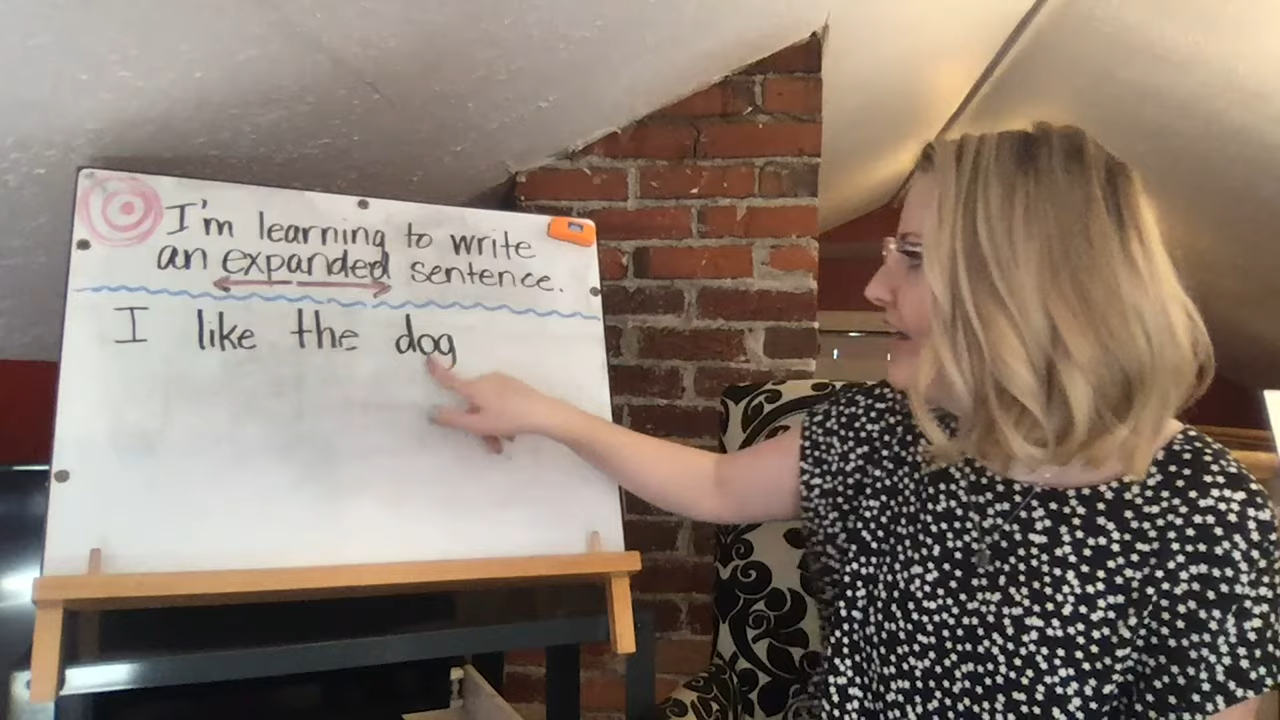 I'm learning to write
an expanded sentence.
I like the dog